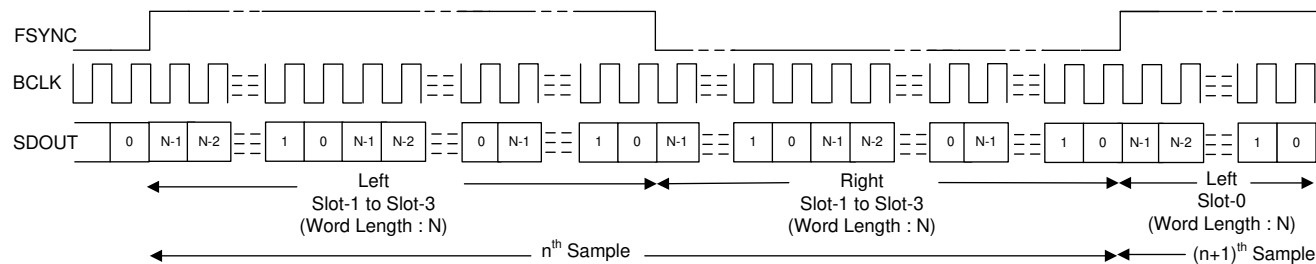 FSYNC
BCLK
SDOUT 0 N-1 N-2 1 0 N-1 N-2 0 N-1 1 0 N-1 1 0 N-1 N-2 0 N-1 1 0 N-1 N-2 1 0
Left Right Left
Slot-1 to Slot-3 Slot-1 to Slot-3 Slot-0
(Word Length : N) (Word Length : N) (Word Length : N)
nth Sample (n+1)th Sample